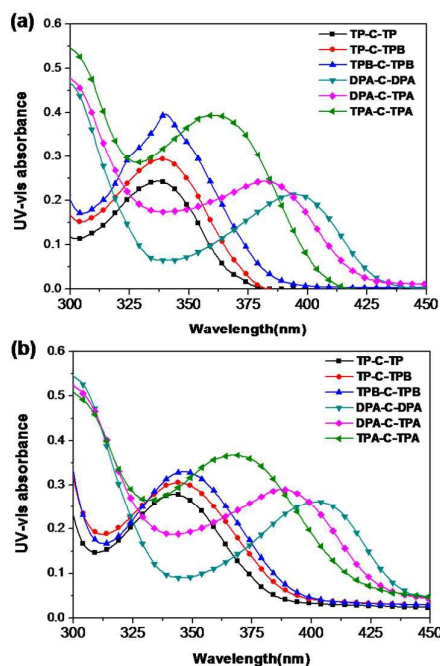 (a)
0.6
0.5
0.4
0.3
0.2
0.1
0.0
UV-vis absorbance
TP-C-TP
TP-C-TPB
TPB-C-TPB
DPA-C-DPA
DPA-C-TPA
TPA-C-TPA
300 325 350 375 400 425 450
Wavelength(nm)
(b)
0.6
0.5
0.4
0.3
0.2
0.1
0.0
UV-vis absorbance
TP-C-TP
TP-C-TPB
TPB-C-TPB
DPA-C-DPA
DPA-C-TPA
TPA-C-TPA
300 325 350 375 400 425 450
Wavelength(nm)